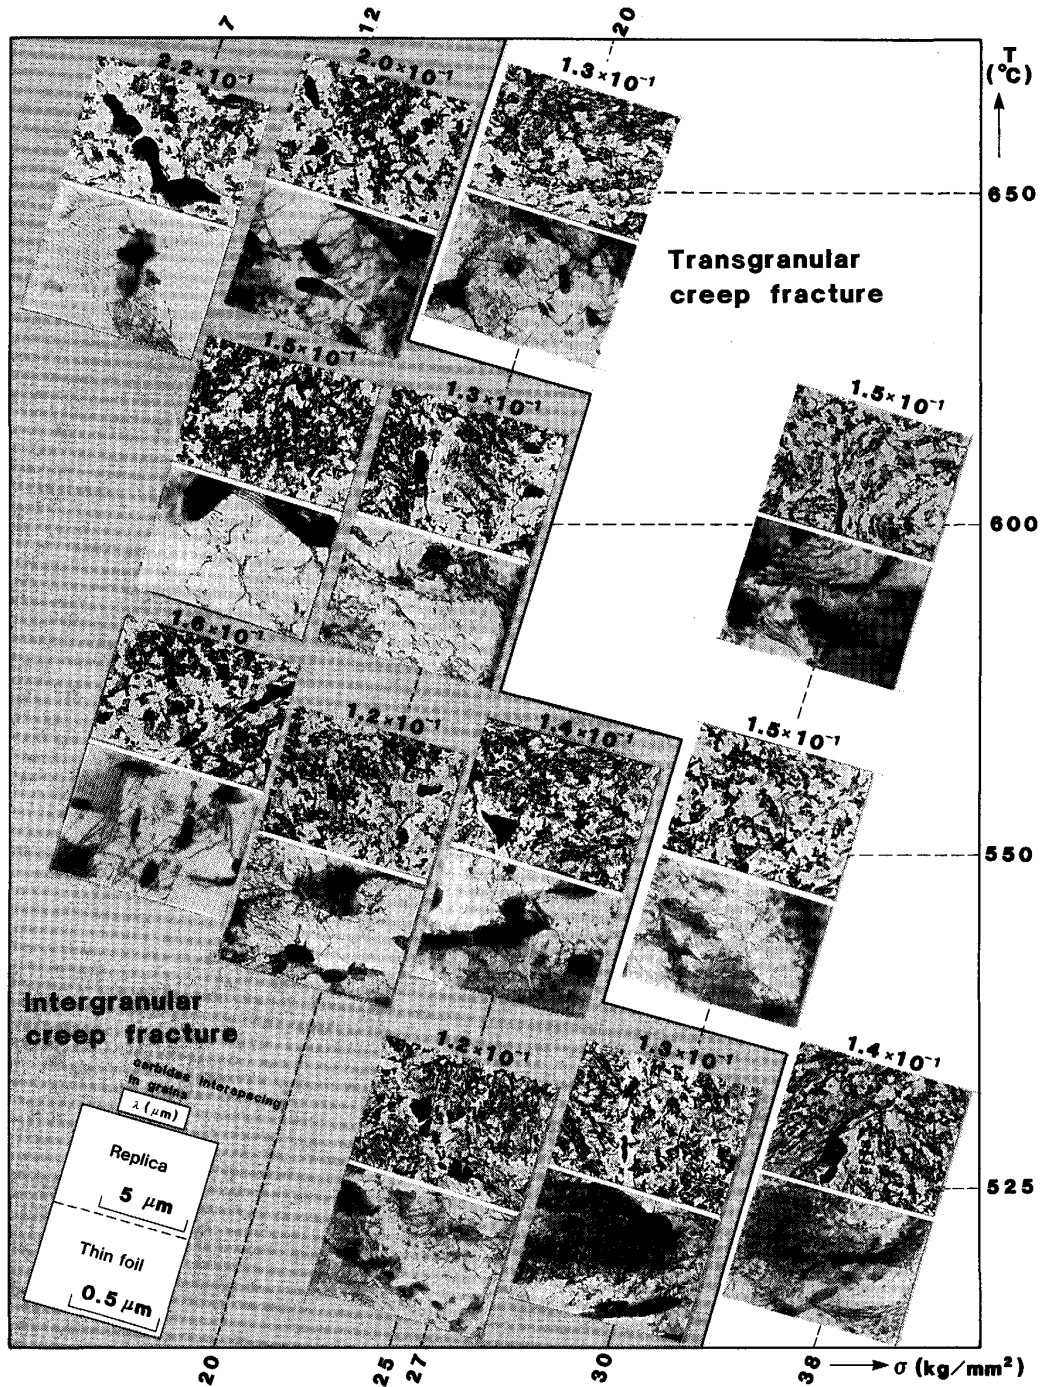 7
12
20
T
(°C)
2.2×10⁻¹
2.0×10⁻¹
1.3×10⁻¹
650
Transgranular
creep fracture
1.5×10⁻¹
1.3×10⁻¹
1.5×10⁻¹
600
1.6×10⁻¹
1.2×10⁻¹
1.4×10⁻¹
1.5×10⁻¹
550
Intergranular
creep fracture
carbides interspacing
in grains
λ (μm)
Replica
5 μm
Thin foil
0.5 μm
1.2×10⁻¹
1.3×10⁻¹
1.4×10⁻¹
525
20
25
27
30
38
σ (kg/mm²)